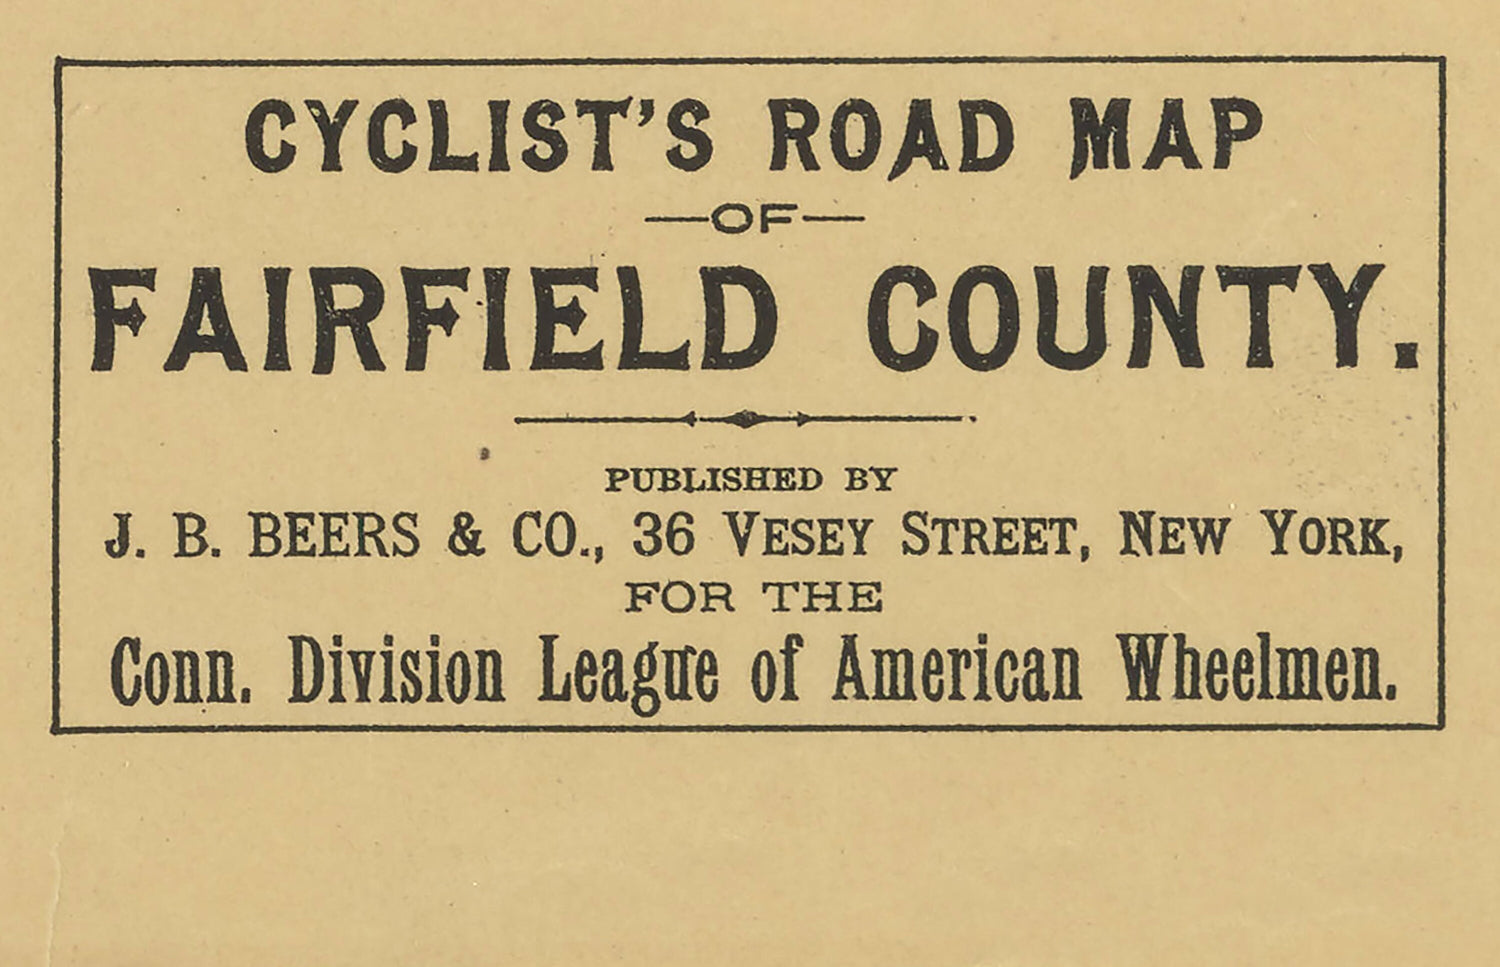 CYCLIST'S ROAD MAP
—OF—
FAIRFIELD COUNTY.
PUBLISHED BY
J. B. BEERS & CO., 36 VESEY STREET, NEW YORK,
FOR THE
Conn. Division League of American Wheelmen.